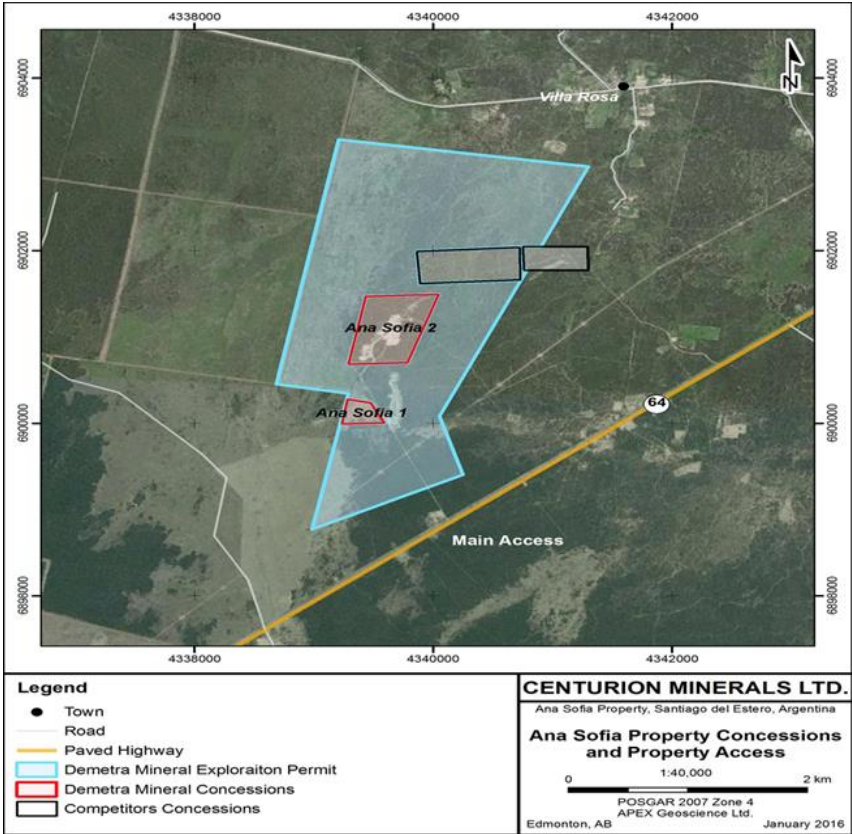 4338000 4340000 4342000
6904000 6904000
Villa Rosa
N
6902000 6902000
Ana Sofia 2
64
Ana Sofia 1
6900000 6900000
Main Access
6898000 6898000
4338000 4340000 4342000
Legend
Town
Road
Paved Highway
Demetra Mineral Exploraiton Permit
Demetra Mineral Concessions
Competitors Concessions
CENTURION MINERALS LTD.
Ana Sofia Property, Santiago del Estero, Argentina
Ana Sofia Property Concessions
and Property Access
1:40,000
0 2 km
POSGAR 2007 Zone 4
APEX Geoscience Ltd.
Edmonton, AB January 2016